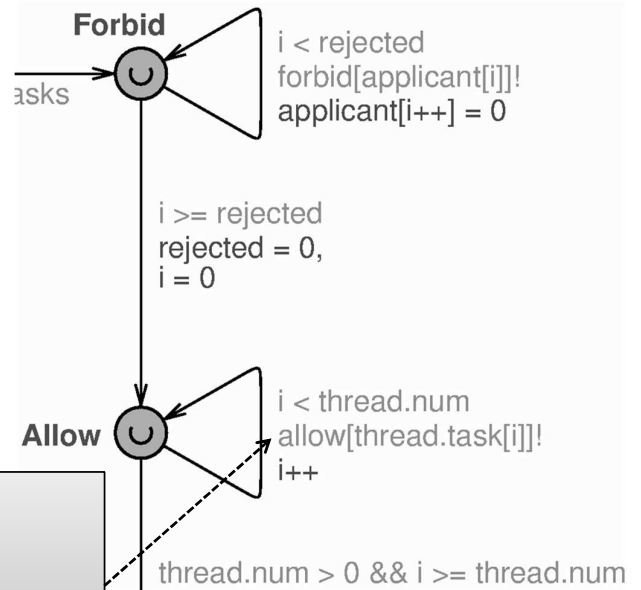 Forbid
i < rejected
forbid[applicant[i]]!
applicant[i++] = 0
asks
i >= rejected
rejected = 0,
i = 0
Allow
i < thread.num
allow[thread.task[i]]!
i++
thread.num > 0 && i >= thread.num